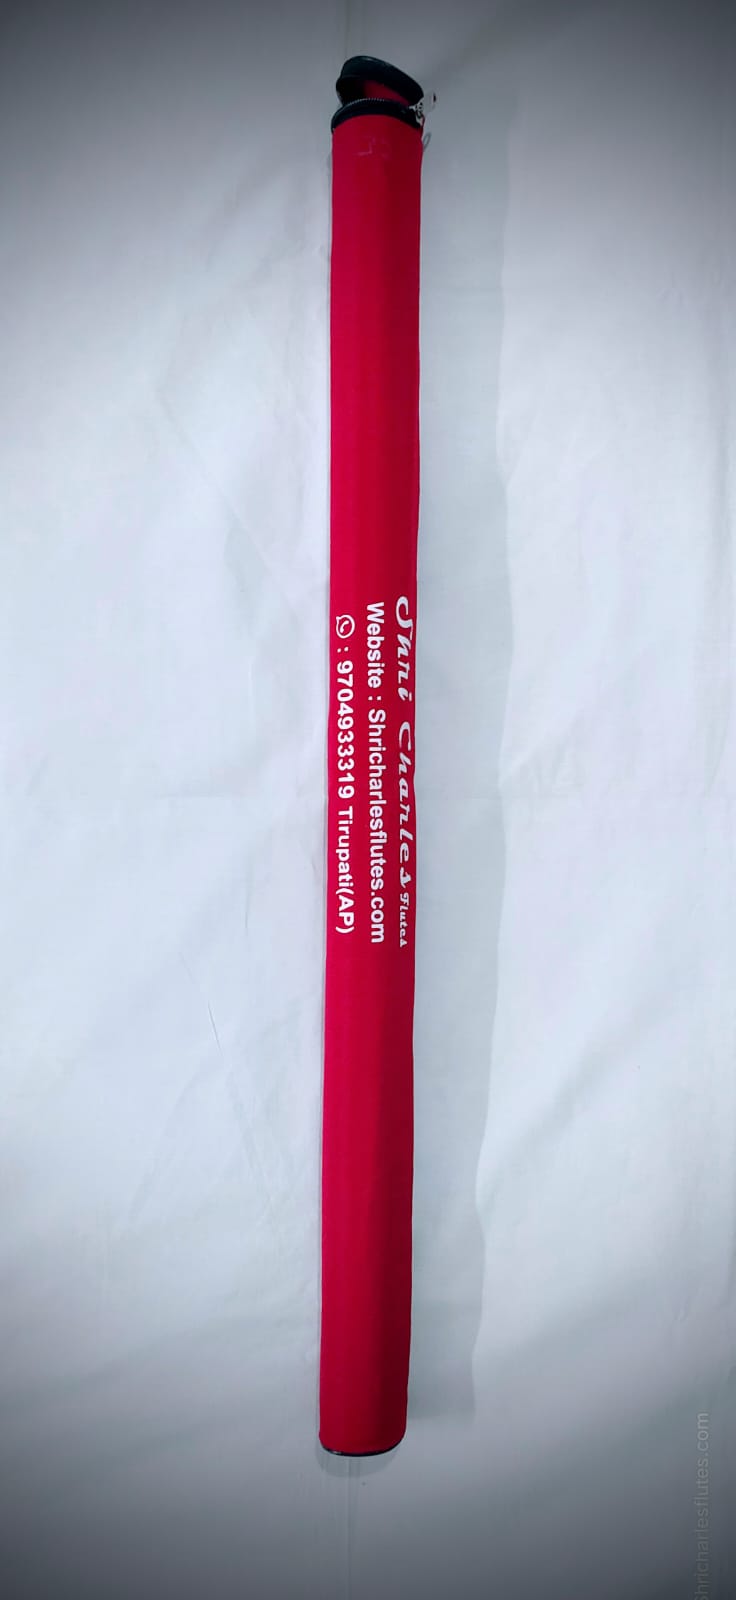 Shri Charles Flutes
Website : Shricharlesflutes.com
: 9704933319 Tirupati(AP)
Shricharlesflutes.com